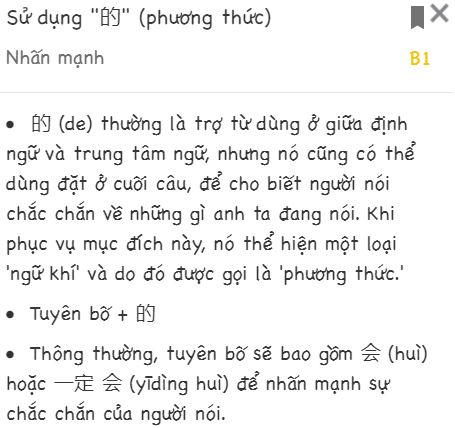 Sử dụng "的" (phương thức)
Nhấn mạnh
B1
• 的 (de) thường là trợ từ dùng ở giữa định
ngữ và trung tâm ngữ, nhưng nó cũng có thể
dùng đặt ở cuối câu, để cho biết người nói
chắc chắn về những gì anh ta đang nói. Khi
phục vụ mục đích này, nó thể hiện một loại
'ngữ khí' và do đó được gọi là 'phương thức.'
• Tuyên bố + 的
• Thông thường, tuyên bố sẽ bao gồm 会 (huì)
hoặc 一定 会 (yīdìng huì) để nhấn mạnh sự
chắc chắn của người nói.